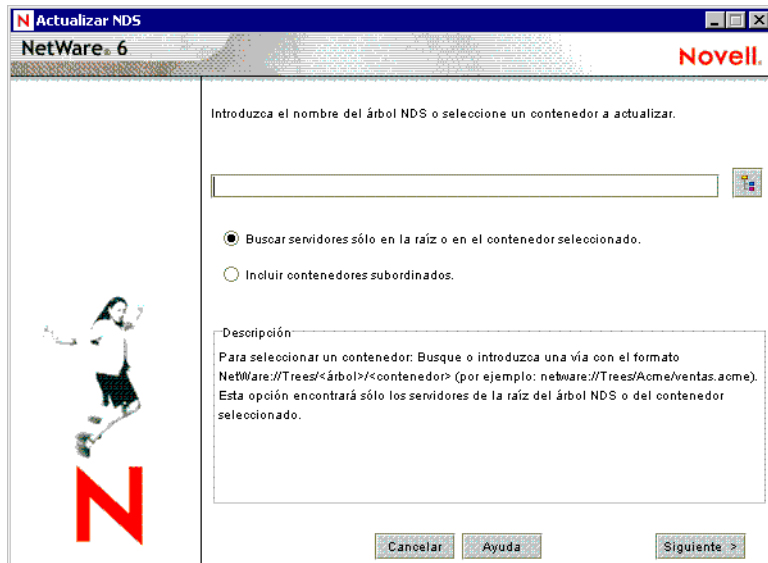 N Actualizar NDS
NetWare® 6
Novell.
Introduzca el nombre del árbol NDS o seleccione un contenedor a actualizar.
Buscar servidores sólo en la raíz o en el contenedor seleccionado.
Incluir contenedores subordinados.
Descripción
Para seleccionar un contenedor: Busque o introduzca una vía con el formato
NetWare://Trees/<árbol>/<contenedor> (por ejemplo: netware://Trees/Acme/ventas.acme).
Esta opción encontrará sólo los servidores de la raíz del árbol NDS o del contenedor
seleccionado.
N
Cancelar
Ayuda
Siguiente >